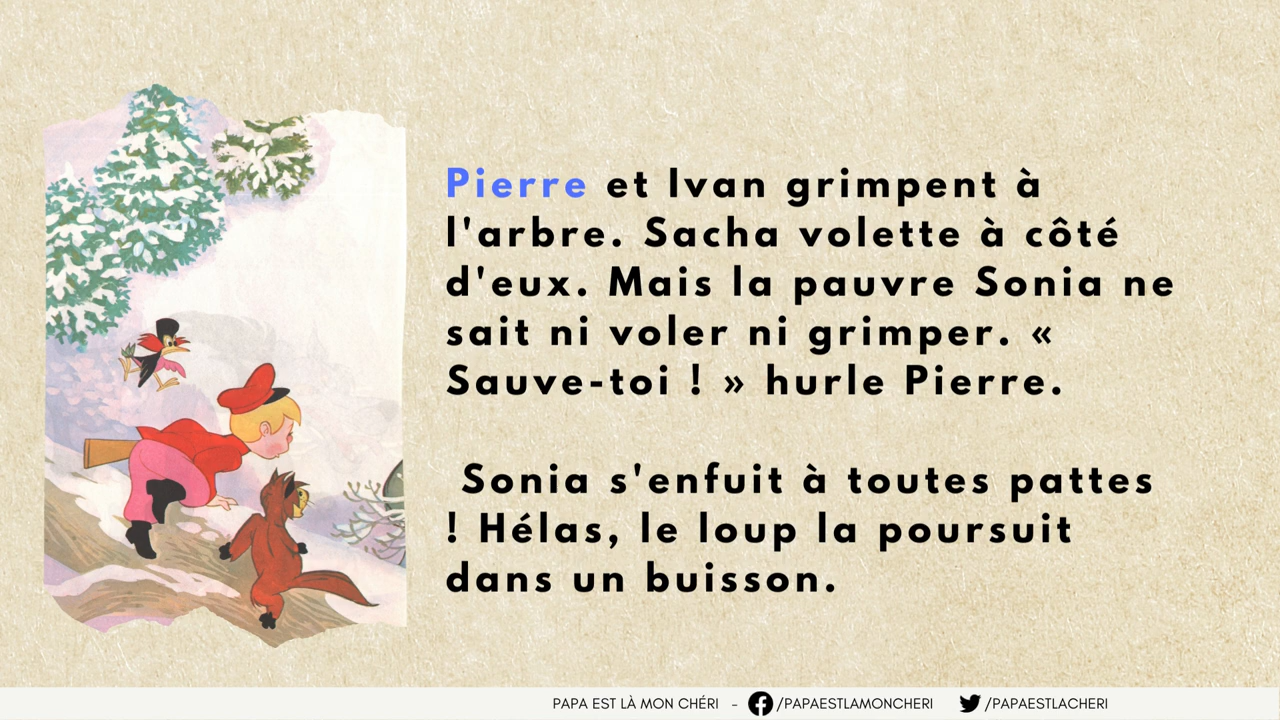 Pierre et Ivan grimpent à
l'arbre. Sacha volette à côté
d'eux. Mais la pauvre Sonia ne
sait ni voler ni grimper. «
Sauve-toi ! » hurle Pierre.
Sonia s'enfuit à toutes pattes
! Hélas, le loup la poursuit
dans un buisson.
PAPA EST LÀ MON CHÉRI - /PAPAESTLAMONCHERI /PAPAESTLACHERI